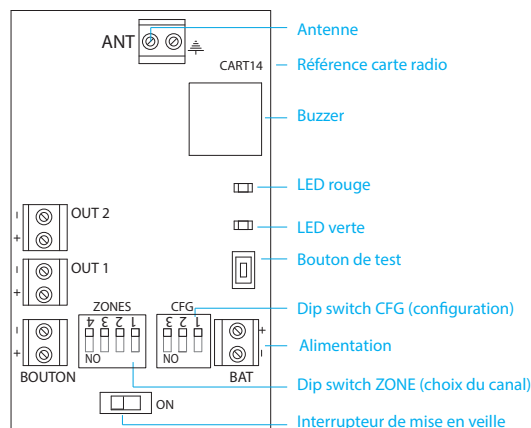 Antenne
ANT
CART14
Référence carte radio
Buzzer
LED rouge
- OUT 2
+
LED verte
Bouton de test
- OUT 1
+
ZONES
CFG
Dip switch CFG (configuration)
4 3 2 1
3 2 1
-
+
+
-
Alimentation
NO
NO
BOUTON
BAT
Dip switch ZONE (choix du canal)
ON
Interrupteur de mise en veille